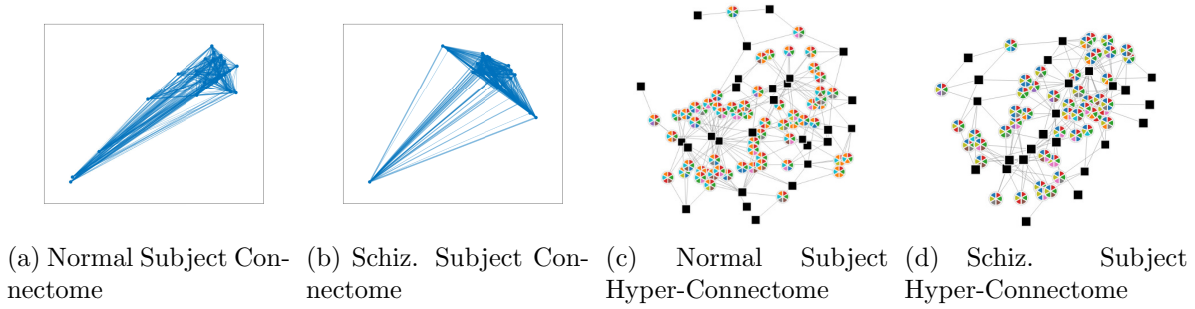 (a) Normal Subject Con-
nectome
(b) Schiz. Subject Con-
nectome
(c) Normal Subject
Hyper-Connectome
(d) Schiz. Subject
Hyper-Connectome